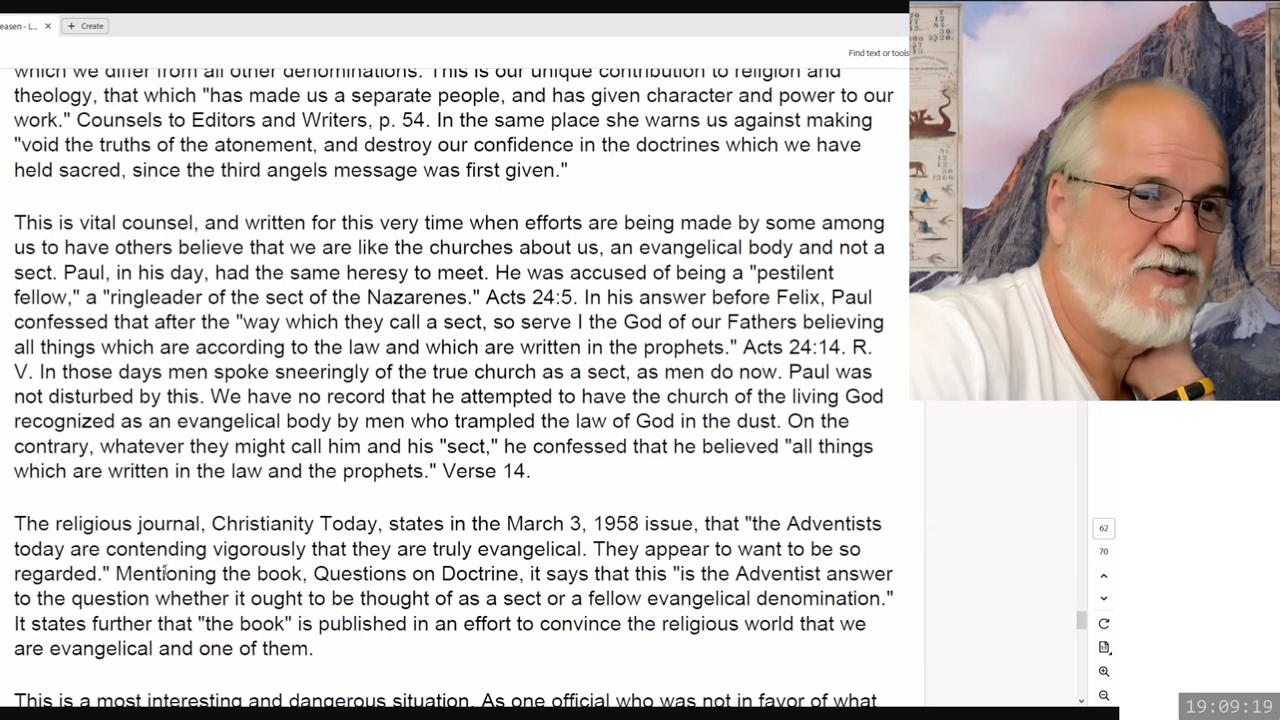 easen - L...
Create
Find text or tools
which we differ from all other denominations. This is our unique contribution to religion and
theology, that which "has made us a separate people, and has given character and power to our
work." Counsels to Editors and Writers, p. 54. In the same place she warns us against making
"void the truths of the atonement, and destroy our confidence in the doctrines which we have
held sacred, since the third angels message was first given."
This is vital counsel, and written for this very time when efforts are being made by some among
us to have others believe that we are like the churches about us, an evangelical body and not a
sect. Paul, in his day, had the same heresy to meet. He was accused of being a "pestilent
fellow," a "ringleader of the sect of the Nazarenes." Acts 24:5. In his answer before Felix, Paul
confessed that after the "way which they call a sect, so serve I the God of our Fathers believing
all things which are according to the law and which are written in the prophets." Acts 24:14. R.
V. In those days men spoke sneeringly of the true church as a sect, as men do now. Paul was
not disturbed by this. We have no record that he attempted to have the church of the living God
recognized as an evangelical body by men who trampled the law of God in the dust. On the
contrary, whatever they might call him and his "sect," he confessed that he believed "all things
which are written in the law and the prophets." Verse 14.
The religious journal, Christianity Today, states in the March 3, 1958 issue, that "the Adventists
today are contending vigorously that they are truly evangelical. They appear to want to be so
regarded." Mentioning the book, Questions on Doctrine, it says that this "is the Adventist answer
to the question whether it ought to be thought of as a sect or a fellow evangelical denomination."
It states further that "the book" is published in an effort to convince the religious world that we
are evangelical and one of them.
This is a most interesting and dangerous situation. As one official who was not in favor of what
62
70
19:09:19